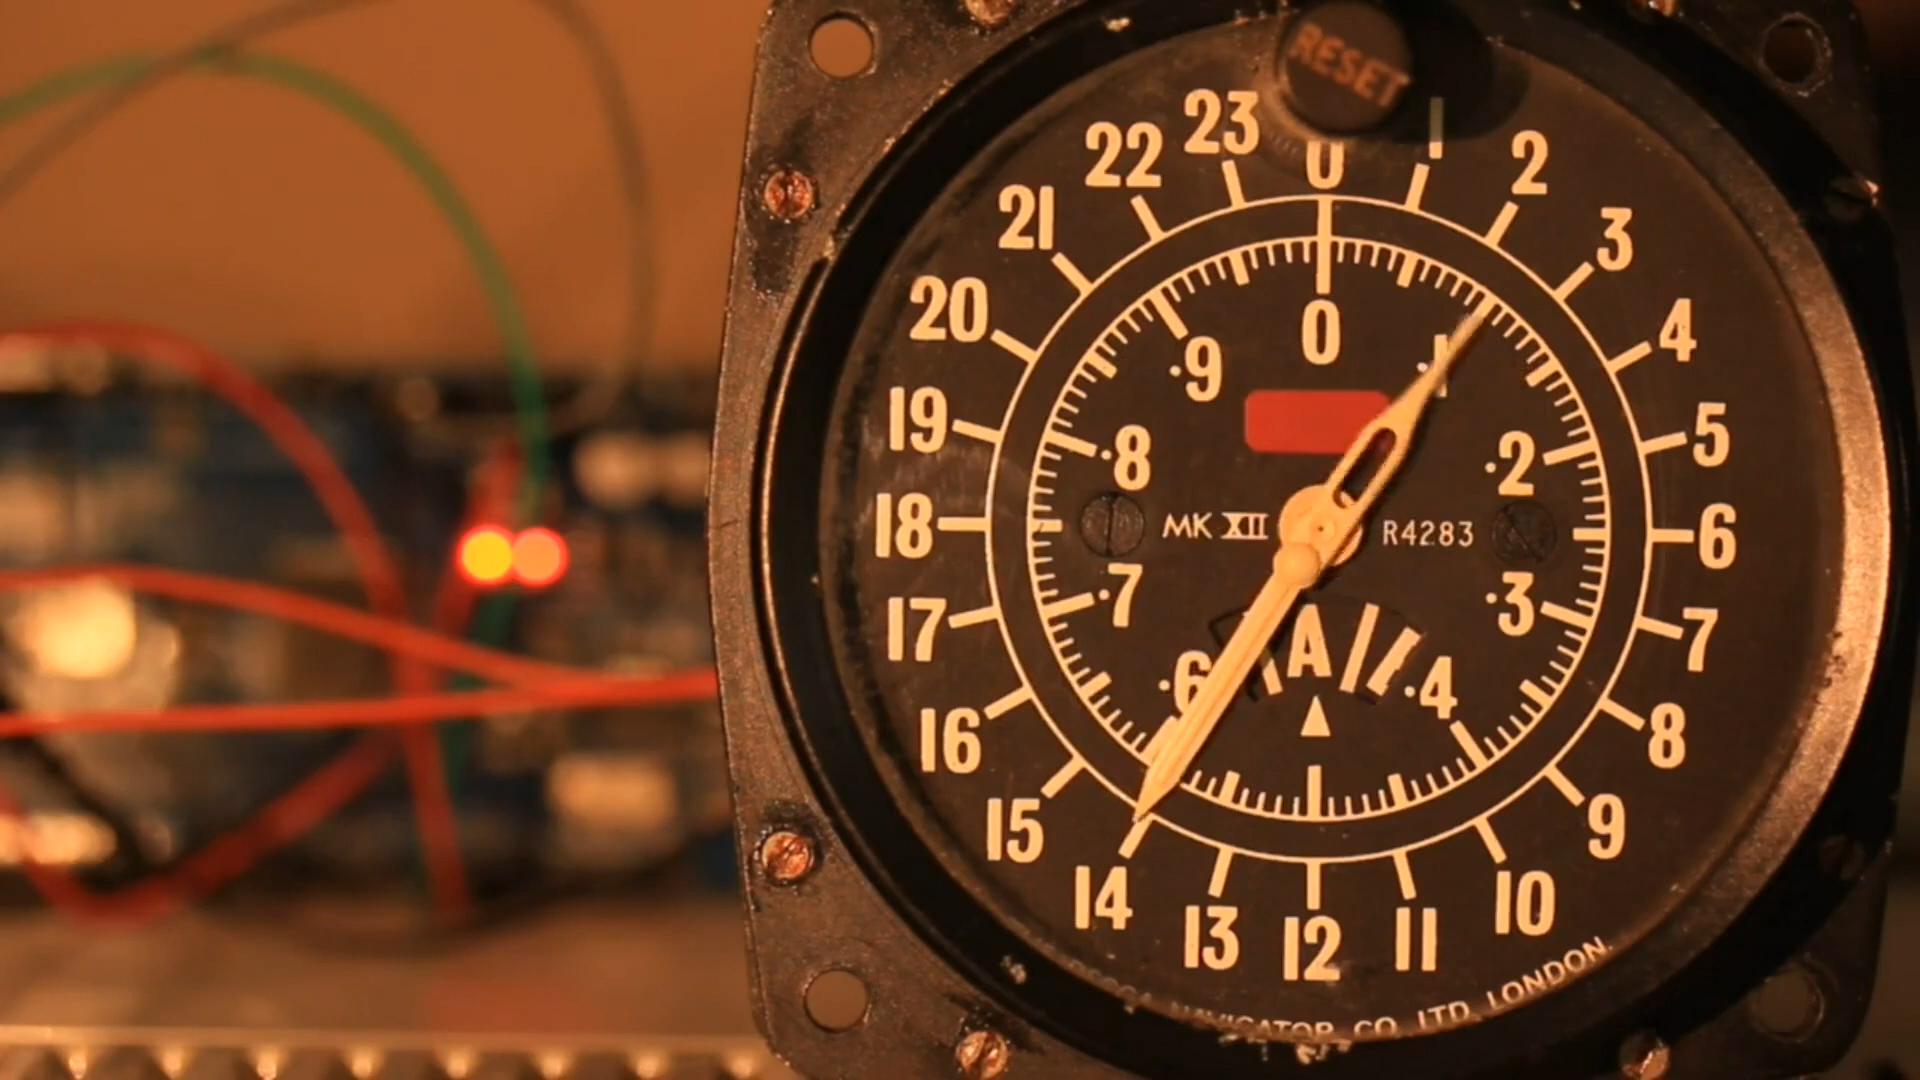 RESET
23 0 1 2
22 3
21 4
20 5
19 6
18 7
17 8
16 9
15 10
14 13 12 11
0
.9 .1
.8 .2
MK XII R4283
.7 .3
.6 A .4
NAVIGATOR CO. LTD. LONDON.